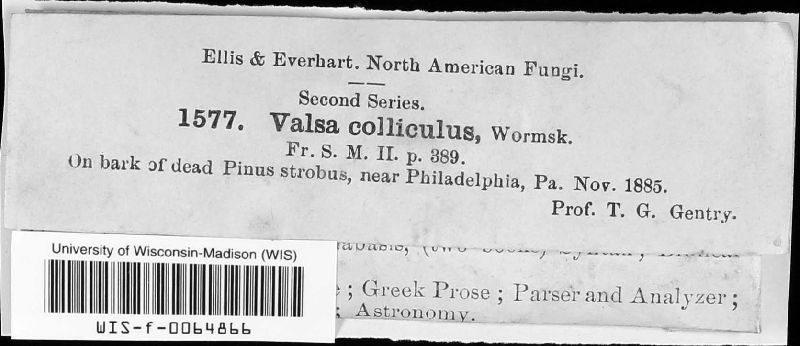 Ellis & Everhart. North American Fungi.
Second Series.
1577. Valsa colliculus, Wormsk.
Fr. S. M. II. p. 389.
On bark of dead Pinus strobus, near Philadelphia, Pa. Nov. 1885.
Prof. T. G. Gentry.
University of Wisconsin-Madison (WIS)
WIS-f-0064866
; Greek Prose ; Parser and Analyzer ;
; Astronomy.